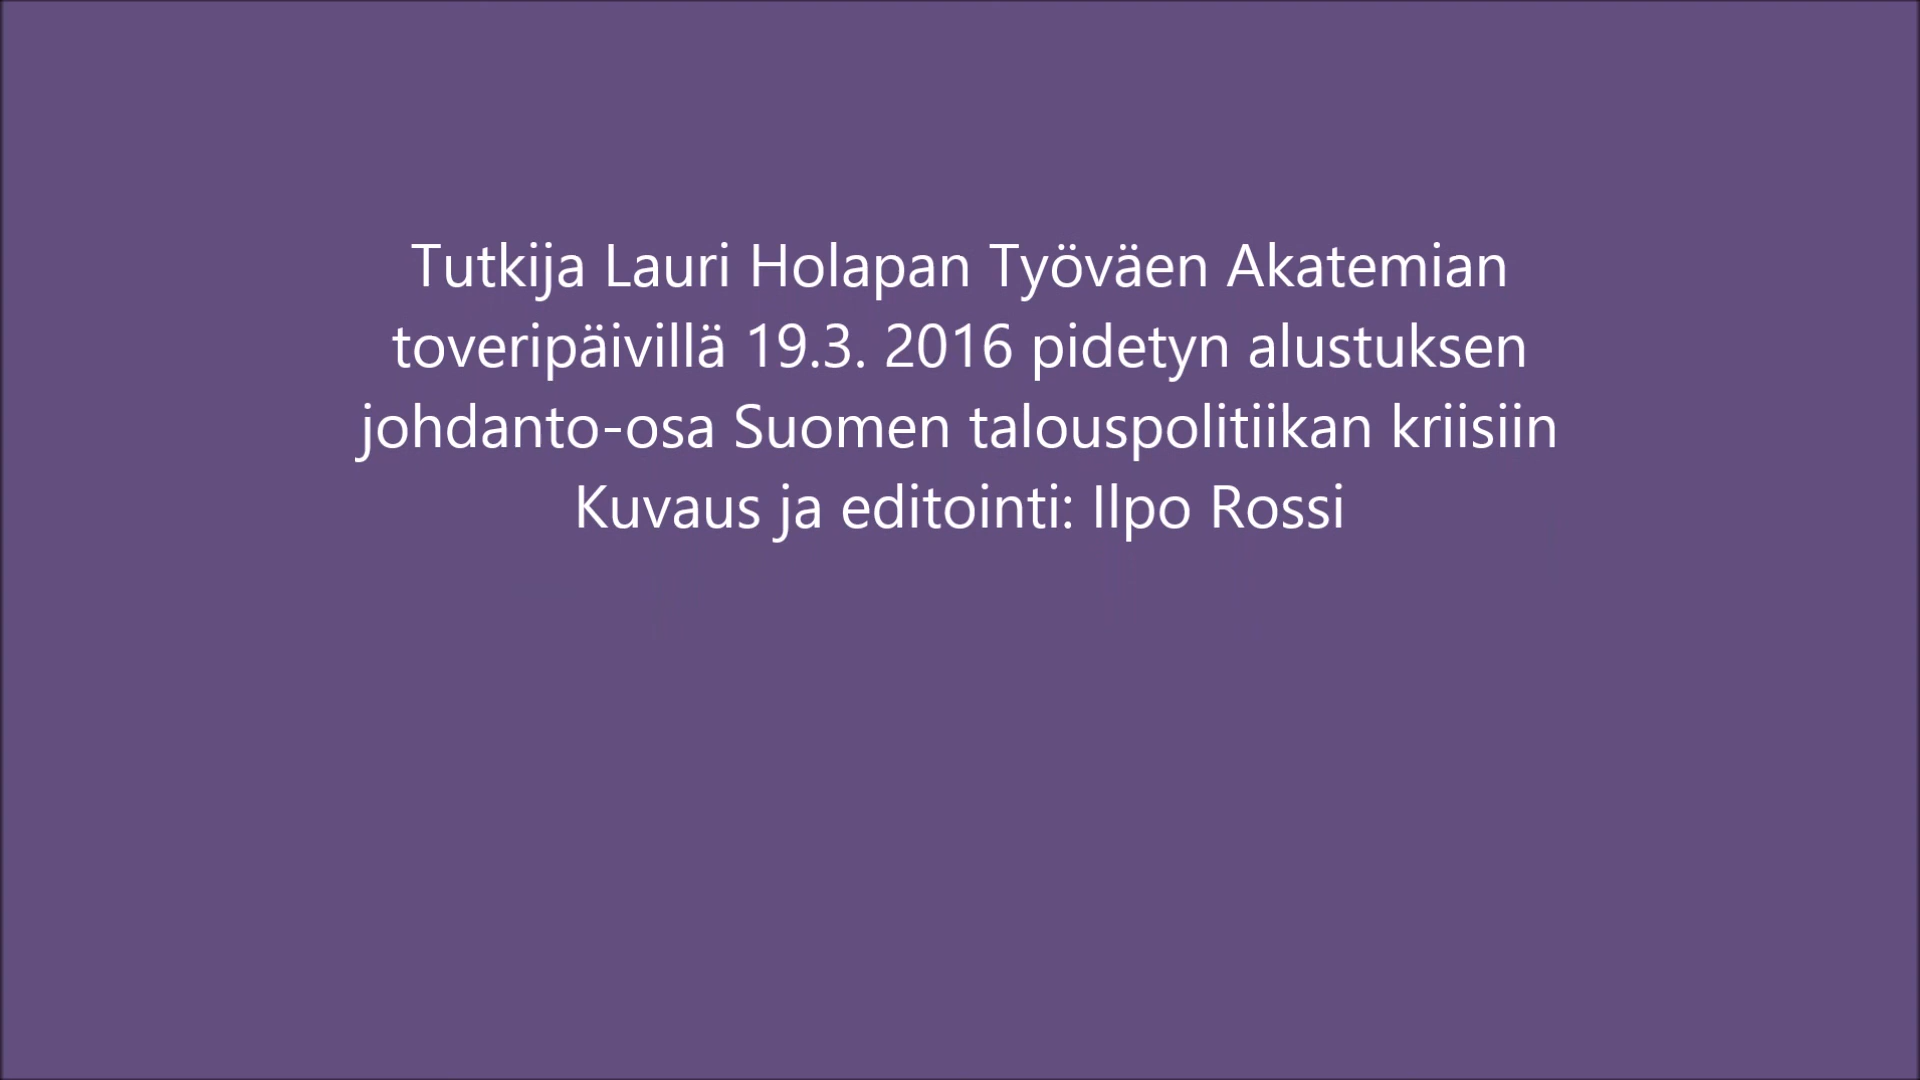 Tutkija Lauri Holapan Työväen Akatemian
toveripäivillä 19.3. 2016 pidetyn alustuksen
johdanto-osa Suomen talouspolitiikan kriisiin
Kuvaus ja editointi: Ilpo Rossi